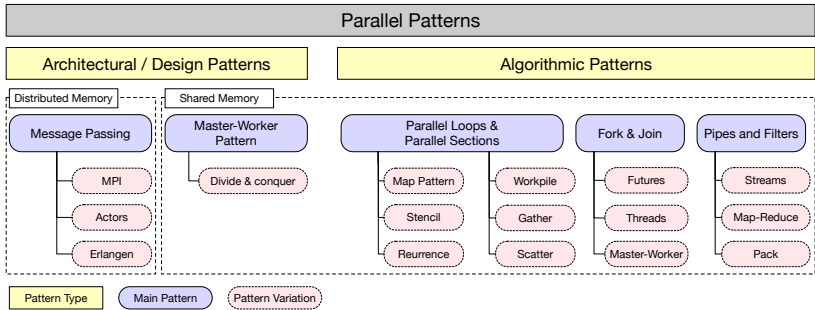 Parallel Patterns
Architectural / Design Patterns
Algorithmic Patterns
Distributed Memory
Shared Memory
Message Passing
Master-Worker
Pattern
Parallel Loops &
Parallel Sections
Fork & Join
Pipes and Filters
MPI
Divide & conquer
Map Pattern
Workpile
Futures
Streams
Actors
Stencil
Gather
Threads
Map-Reduce
Erlangen
Reurrence
Scatter
Master-Worker
Pack
Pattern Type
Main Pattern
Pattern Variation